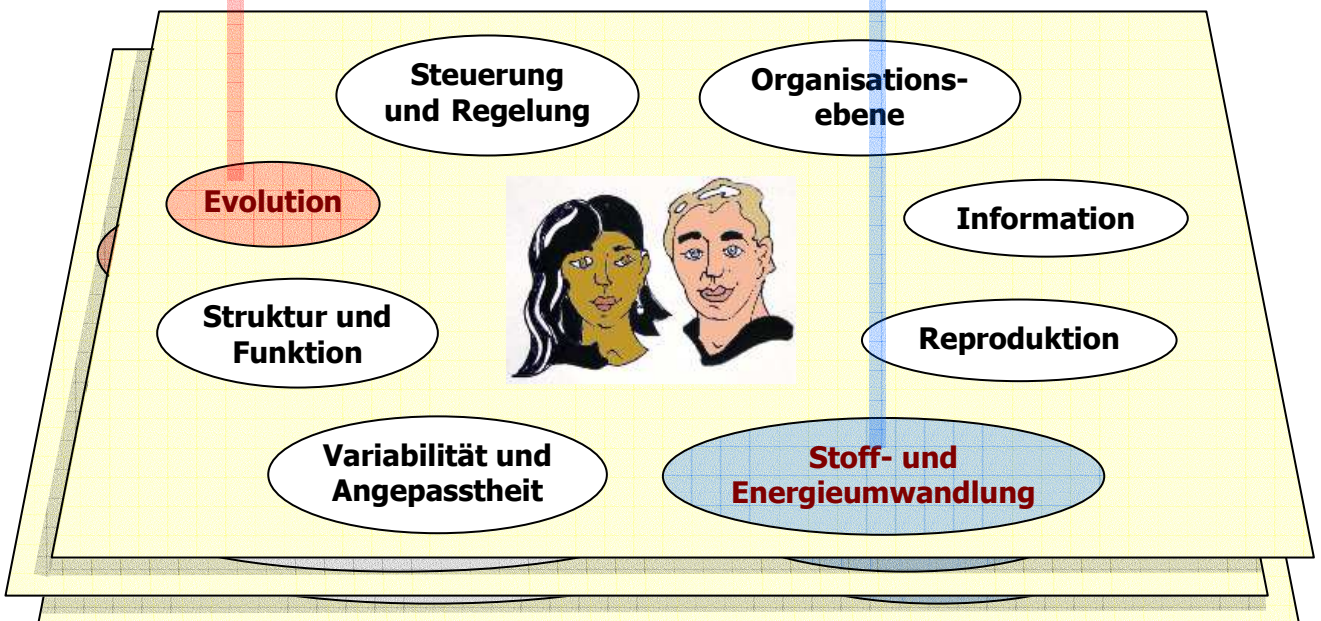 Steuerung
und Regelung
Organisations-
ebene
Evolution
Information
Struktur und
Funktion
Reproduktion
Variabilität und
Angepasstheit
Stoff- und
Energieumwandlung